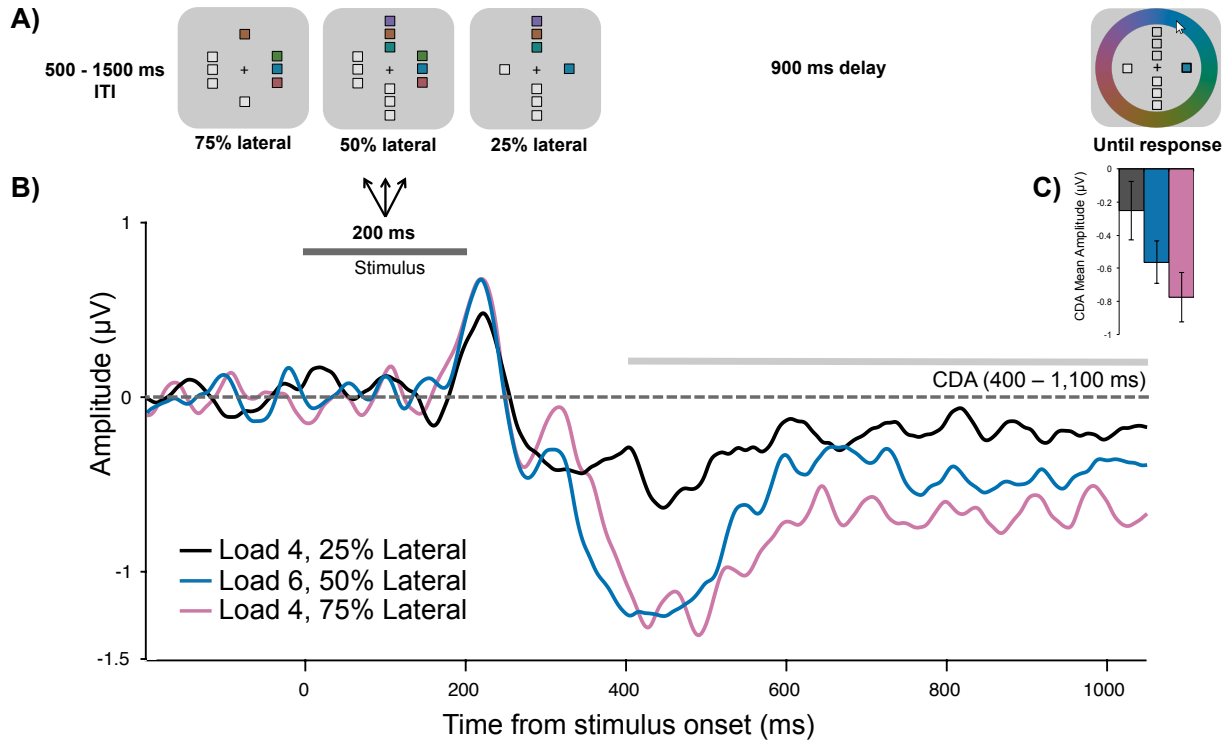 A)
500 - 1500 ms
ITI
75% lateral
50% lateral
25% lateral
900 ms delay
Until response
B)
200 ms
Stimulus
C)
CDA Mean Amplitude (µV)
0
-0.2
-0.4
-0.6
-0.8
-1
Amplitude (µV)
1
0
-1
-1.5
CDA (400 – 1,100 ms)
Load 4, 25% Lateral
Load 6, 50% Lateral
Load 4, 75% Lateral
0
200
400
600
800
1000
Time from stimulus onset (ms)